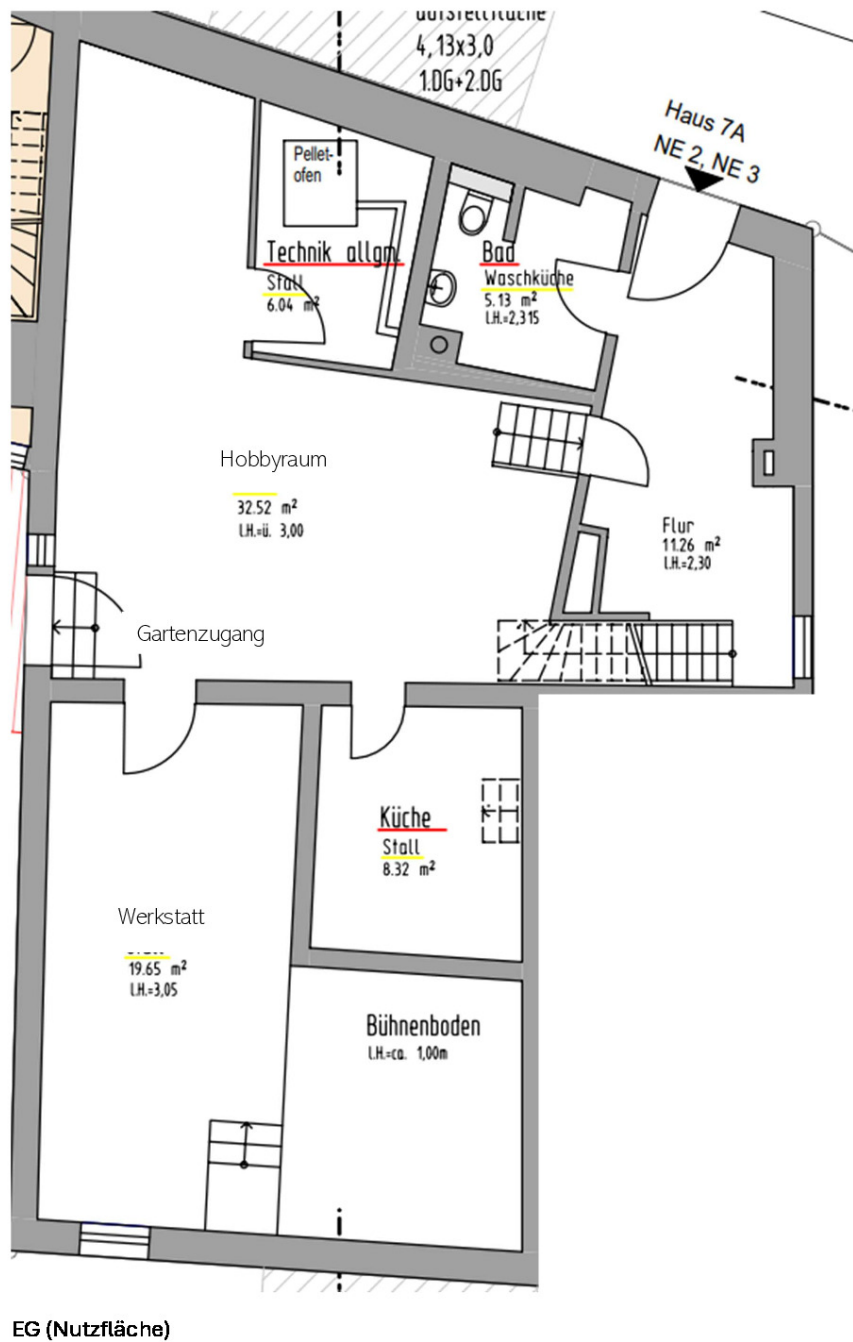 aufstellfläche
4,13x3,0
1.DG+2.DG
Haus 7A
NE 2, NE 3
Pellet-
ofen
Technik allgm.
Stall
6.04 m²
Bad
Waschküche
5.13 m²
l.H.=2,315
Hobbyraum
32.52 m²
l.H.=ü. 3,00
Flur
11.26 m²
l.H.=2,30
Gartenzugang
Küche
Stall
8.32 m²
Werkstatt
19.65 m²
l.H.=3,05
Bühnenboden
l.H.=ca. 1,00m
EG (Nutzfläche)